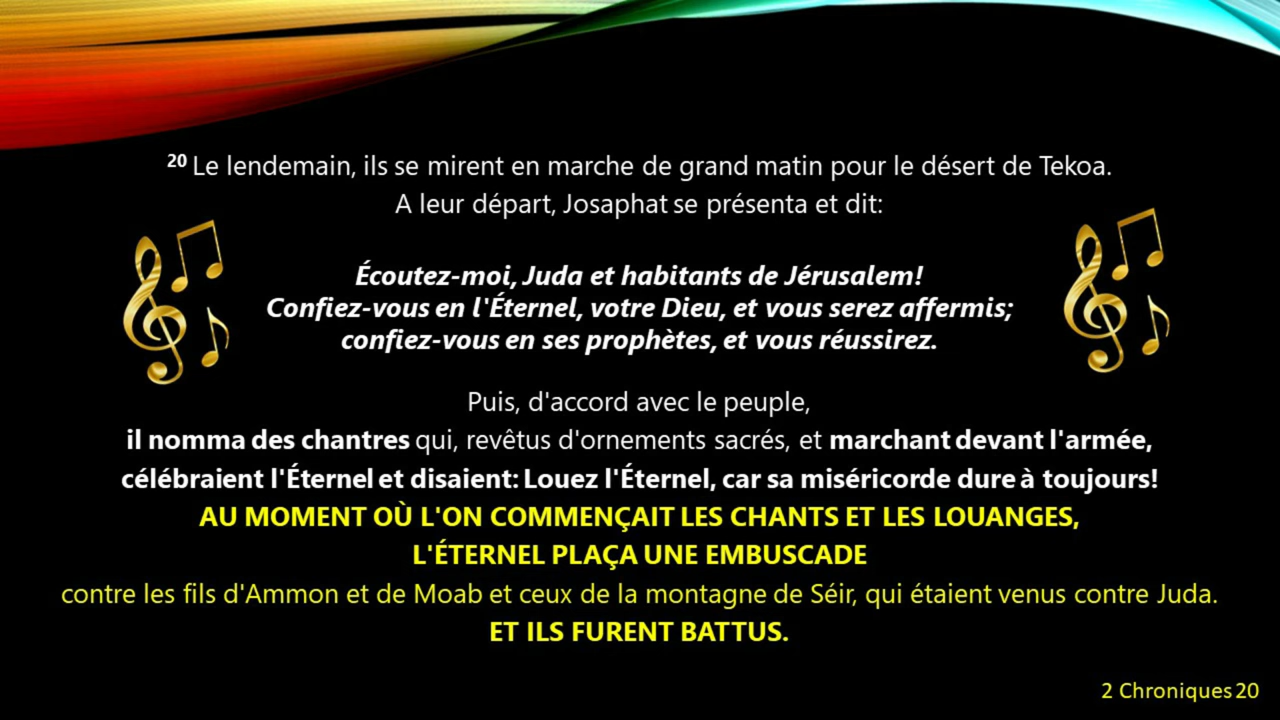 20 Le lendemain, ils se mirent en marche de grand matin pour le désert de Tekoa.
A leur départ, Josaphat se présenta et dit:
Écoutez-moi, Juda et habitants de Jérusalem!
Confiez-vous en l'Éternel, votre Dieu, et vous serez affermis;
confiez-vous en ses prophètes, et vous réussirez.
Puis, d'accord avec le peuple,
il nomma des chantres qui, revêtus d'ornements sacrés, et marchant devant l'armée,
célébraient l'Éternel et disaient: Louez l'Éternel, car sa miséricorde dure à toujours!
AU MOMENT OÙ L'ON COMMENÇAIT LES CHANTS ET LES LOUANGES,
L'ÉTERNEL PLAÇA UNE EMBUSCADE
contre les fils d'Ammon et de Moab et ceux de la montagne de Séir, qui étaient venus contre Juda.
ET ILS FURENT BATTUS.
2 Chroniques 20